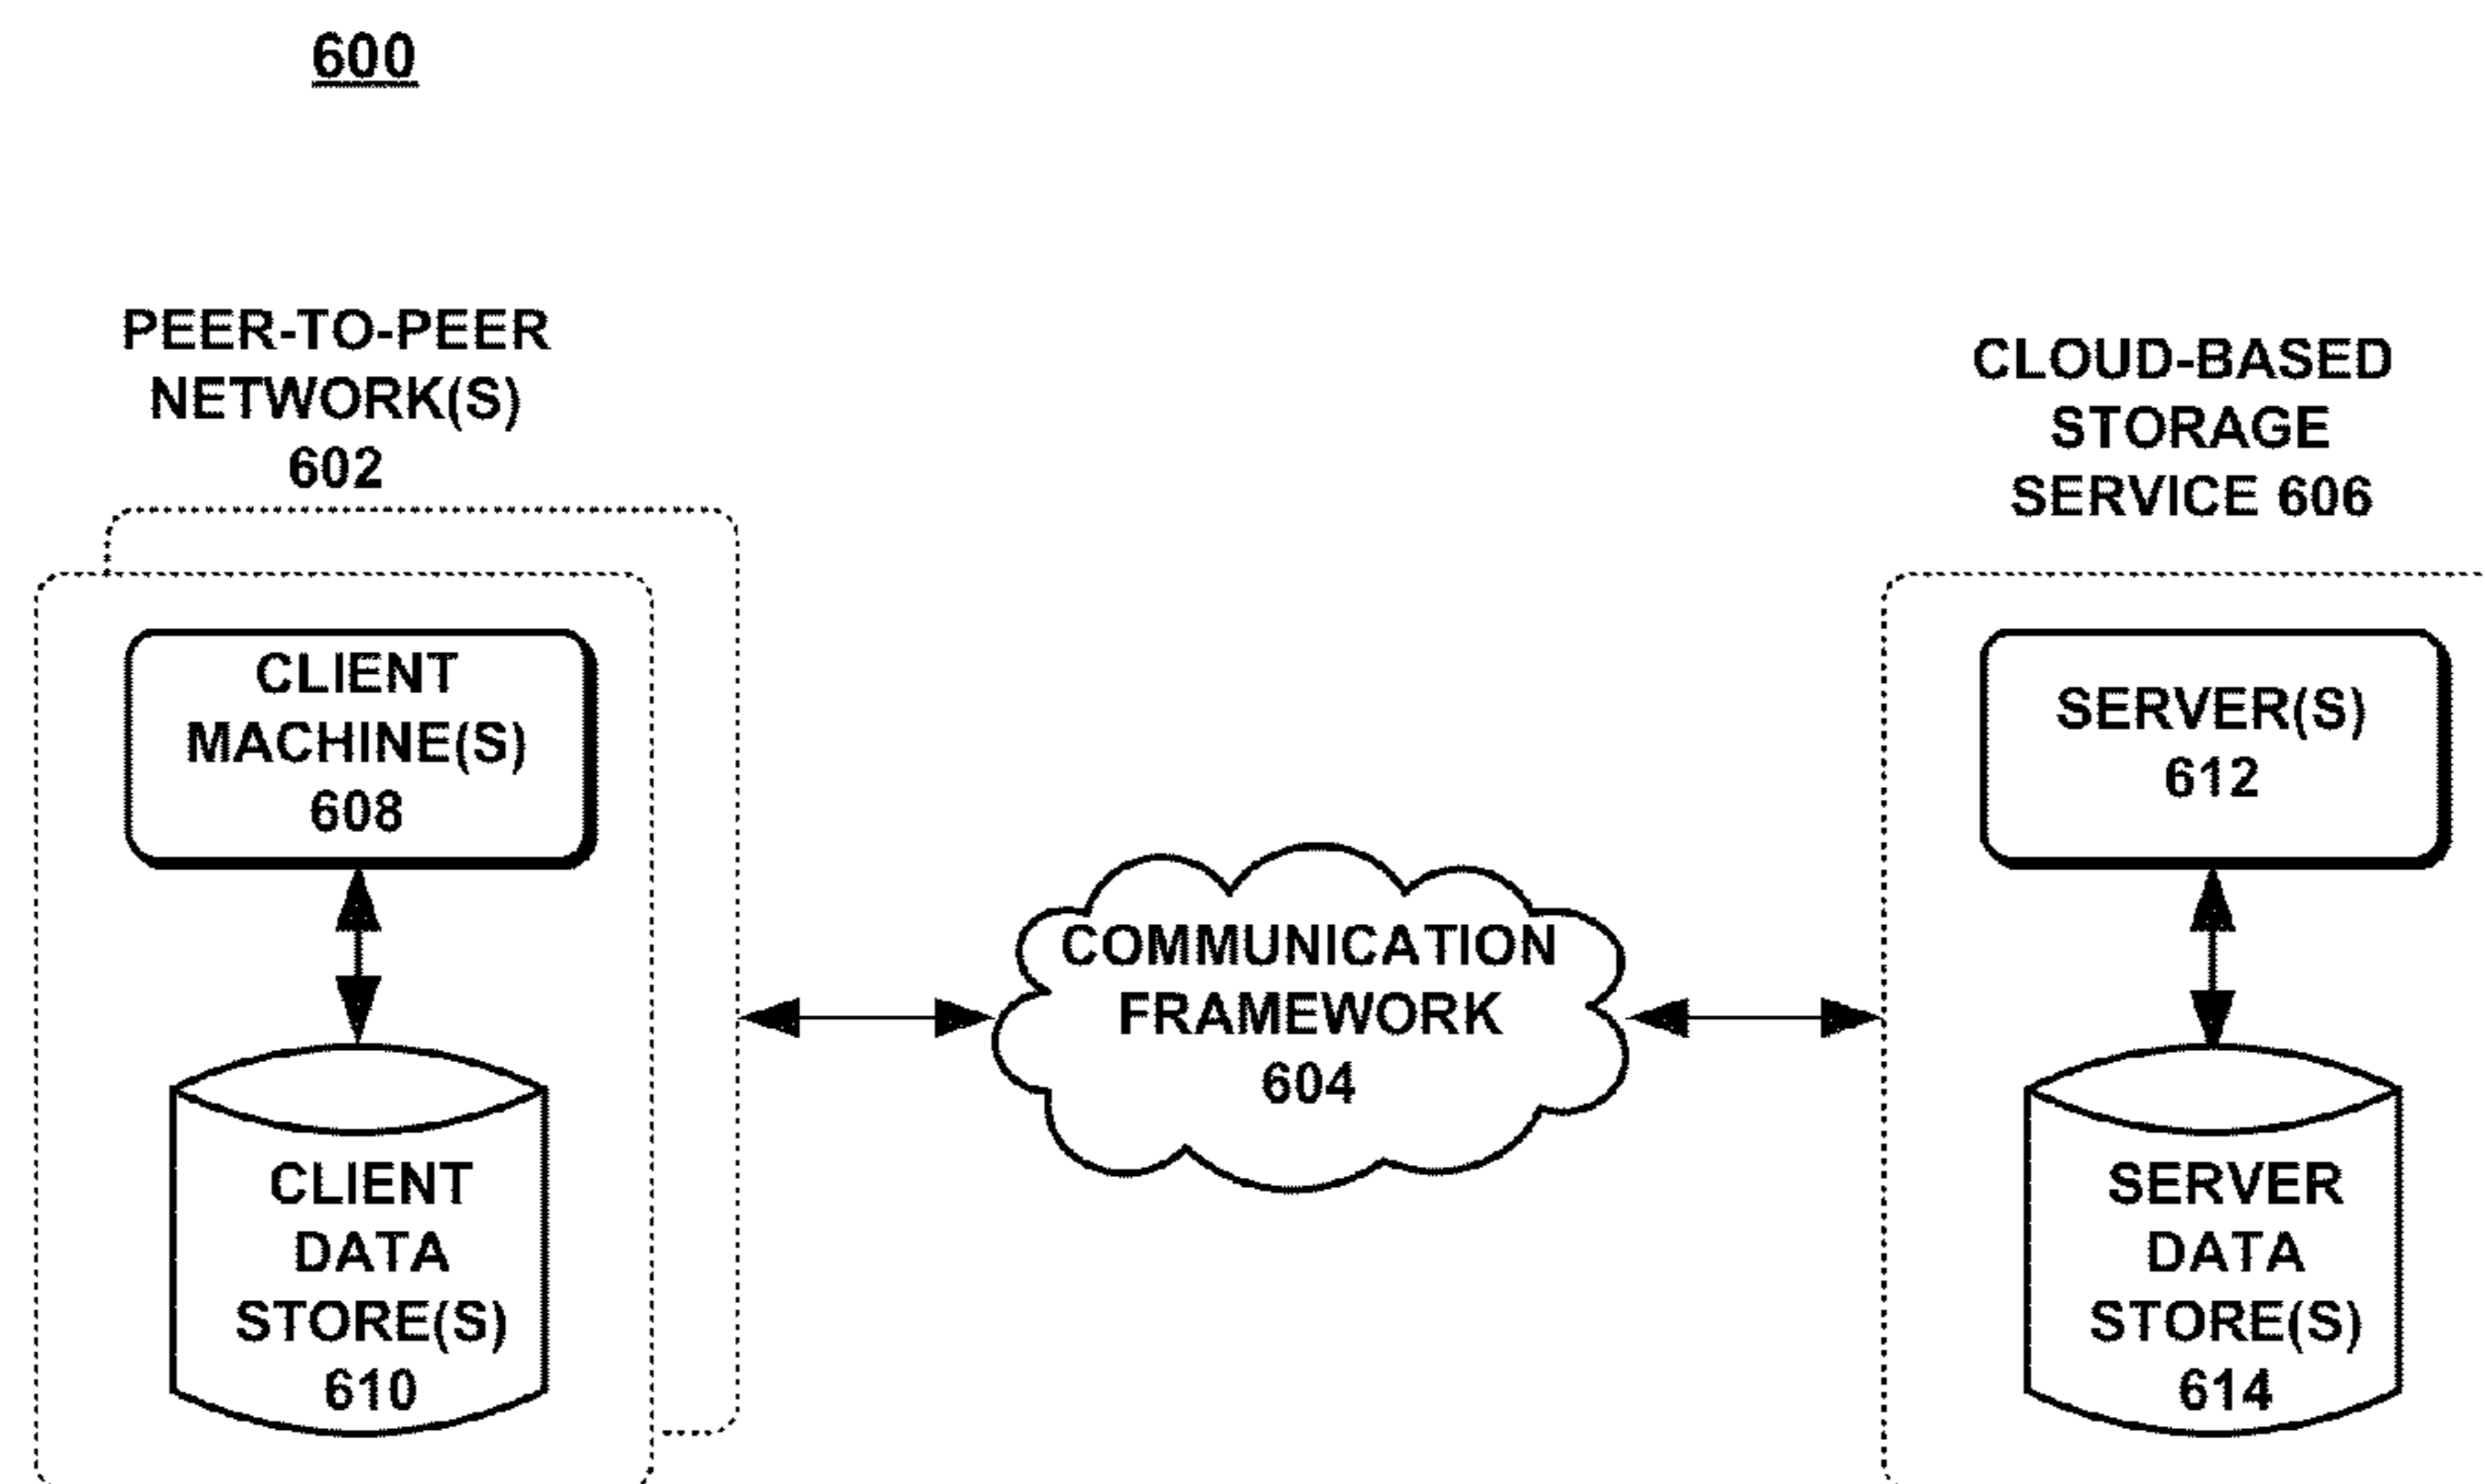 600
PEER-TO-PEER
NETWORK(S)
602
CLOUD-BASED
STORAGE
SERVICE 606
CLIENT
MACHINE(S)
608
SERVER(S)
612
COMMUNICATION
FRAMEWORK
604
CLIENT
DATA
STORE(S)
610
SERVER
DATA
STORE(S)
614